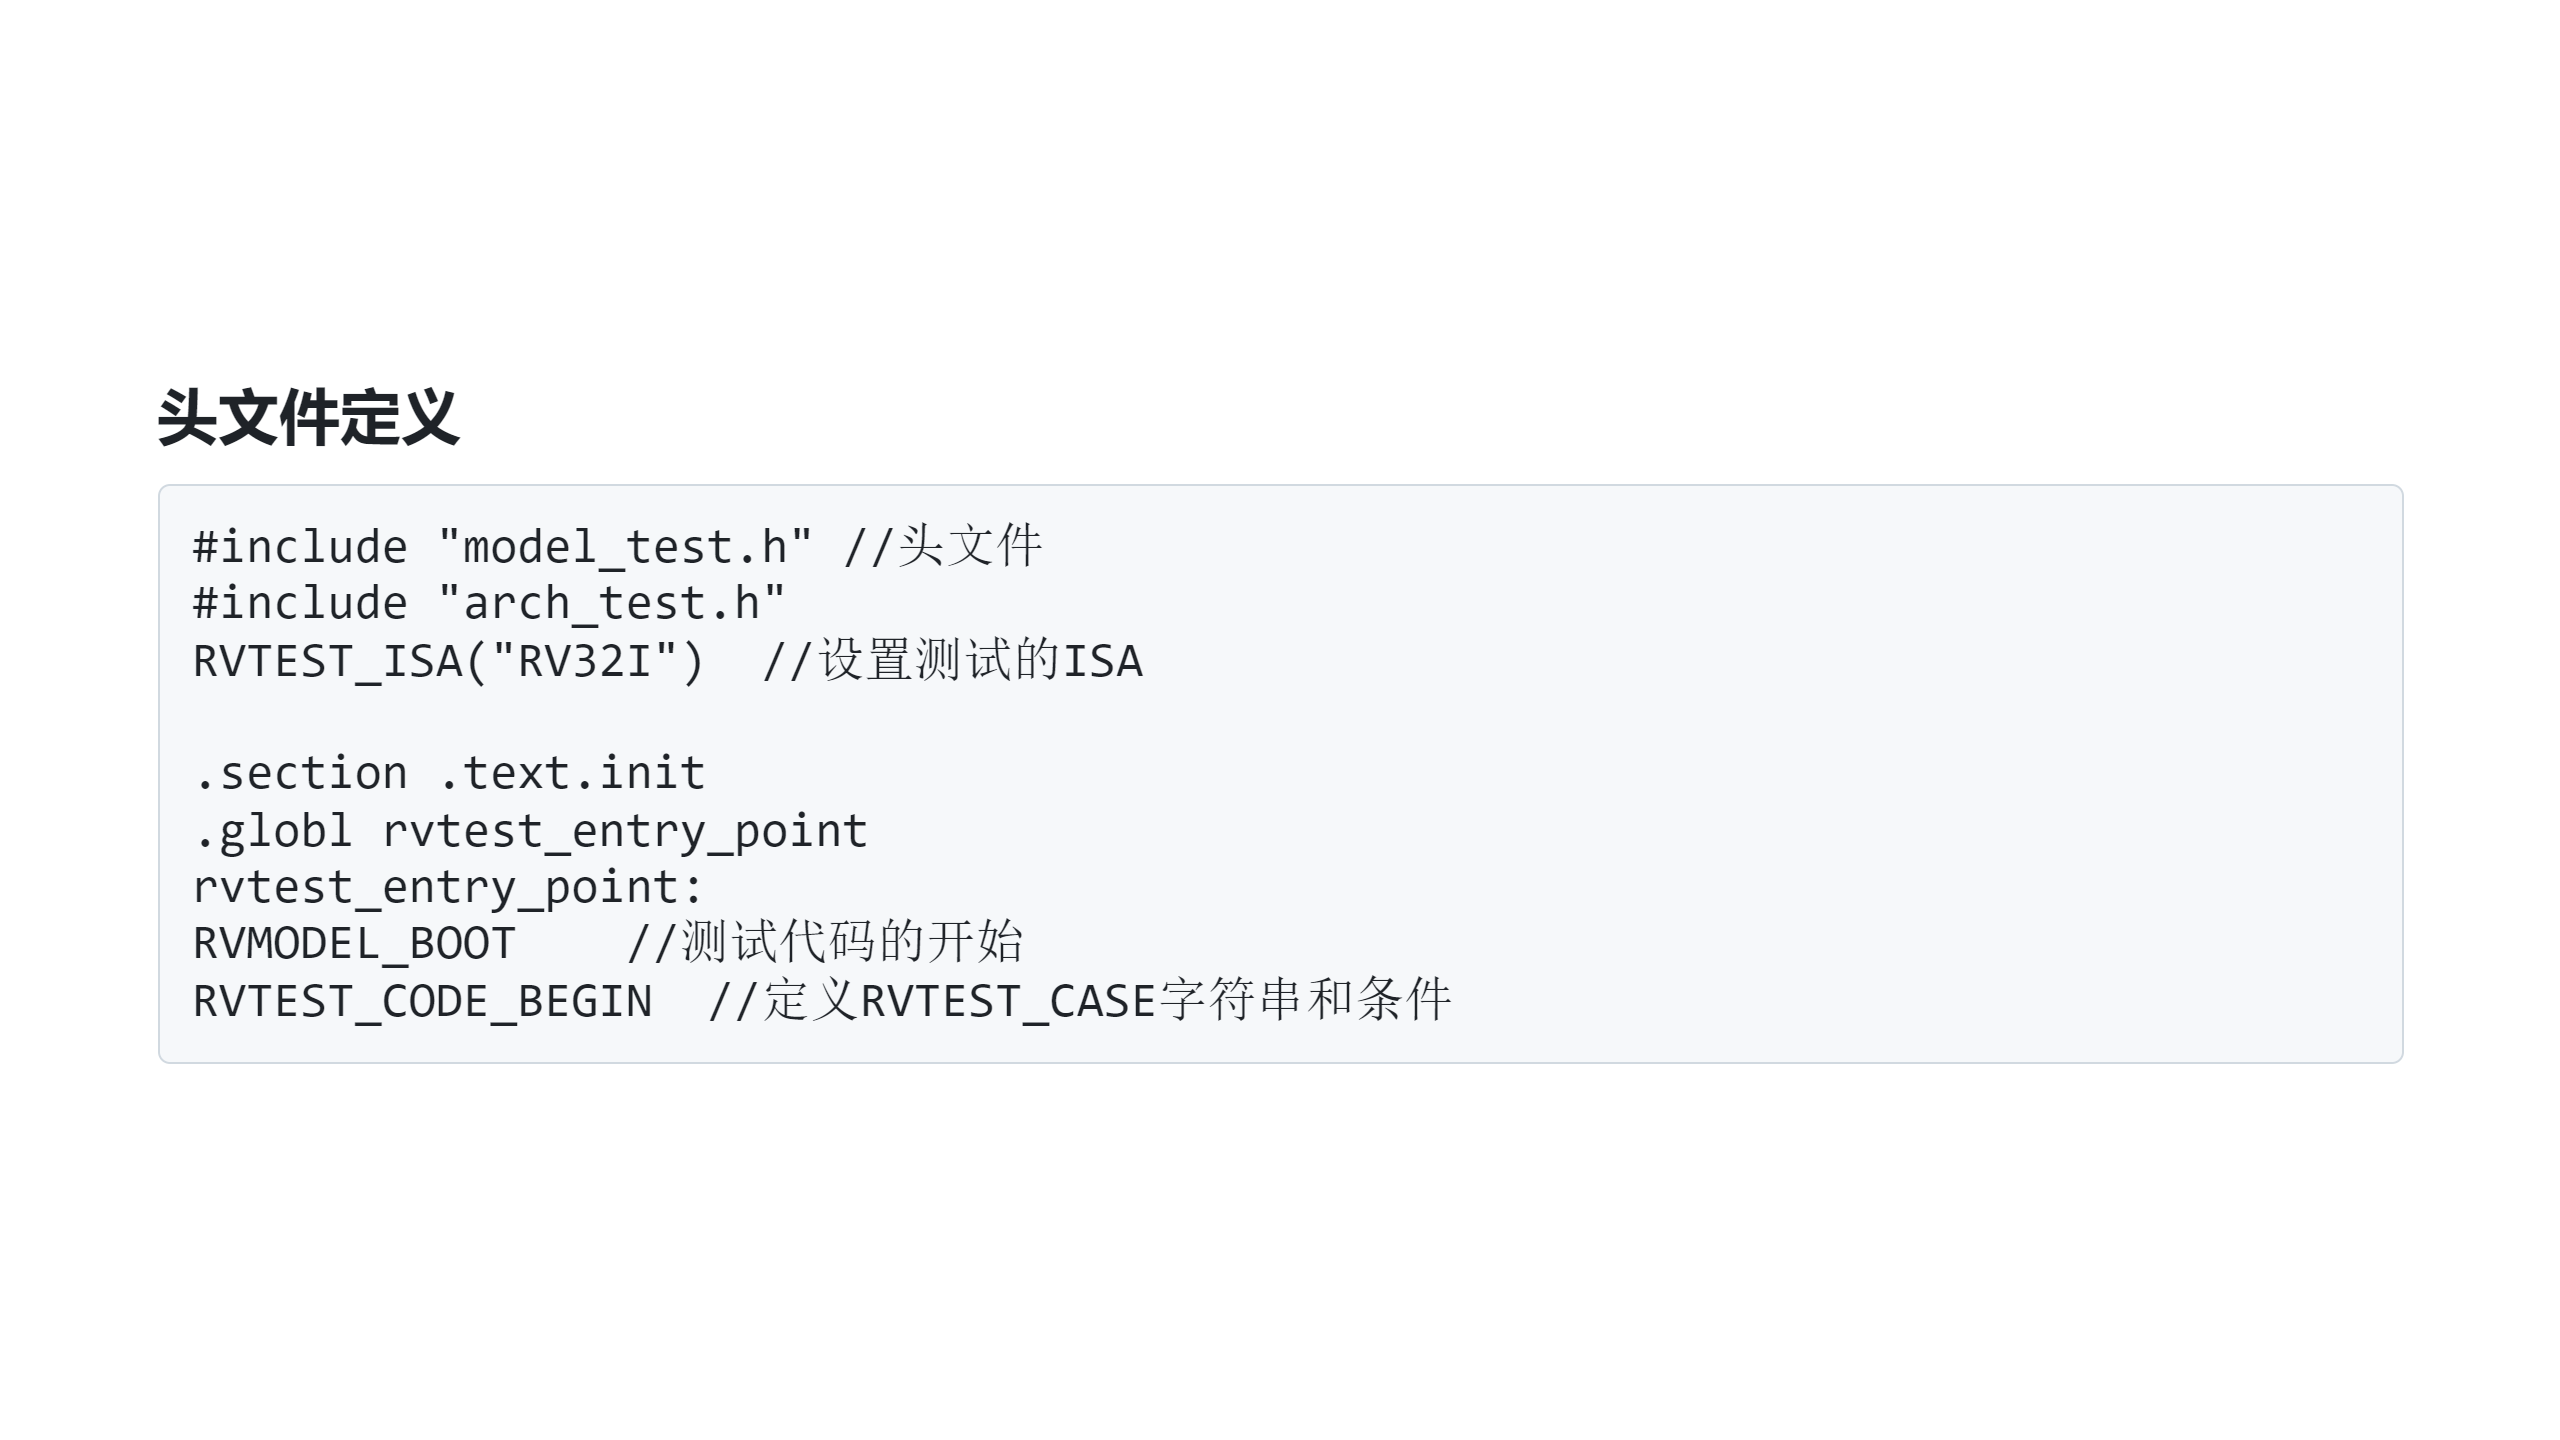 头文件定义
#include "model_test.h" //头文件
#include "arch_test.h"
RVTEST_ISA("RV32I")  //设置测试的ISA
.section .text.init
.globl rvtest_entry_point
rvtest_entry_point:
RVMODEL_BOOT    //测试代码的开始
RVTEST_CODE_BEGIN  //定义RVTEST_CASE字符串和条件